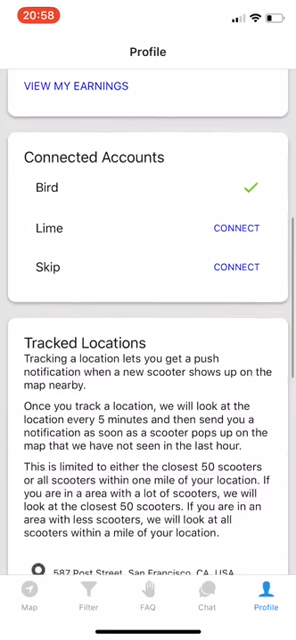 20:58
Profile
VIEW MY EARNINGS
Connected Accounts
Bird
Lime CONNECT
Skip CONNECT
Tracked Locations
Tracking a location lets you get a push
notification when a new scooter shows up on the
map nearby.
Once you track a location, we will look at the
location every 5 minutes and then send you a
notification as soon as a scooter pops up on the
map that we have not seen in the last hour.
This is limited to either the closest 50 scooters
or all scooters within one mile of your location. If
you are in a area with a lot of scooters, we will
look at the closest 50 scooters. If you are in an
area with less scooters, we will look at all
scooters within a mile of your location.
587 Post Street, San Francisco, CA, USA
Map Filter FAQ Chat Profile